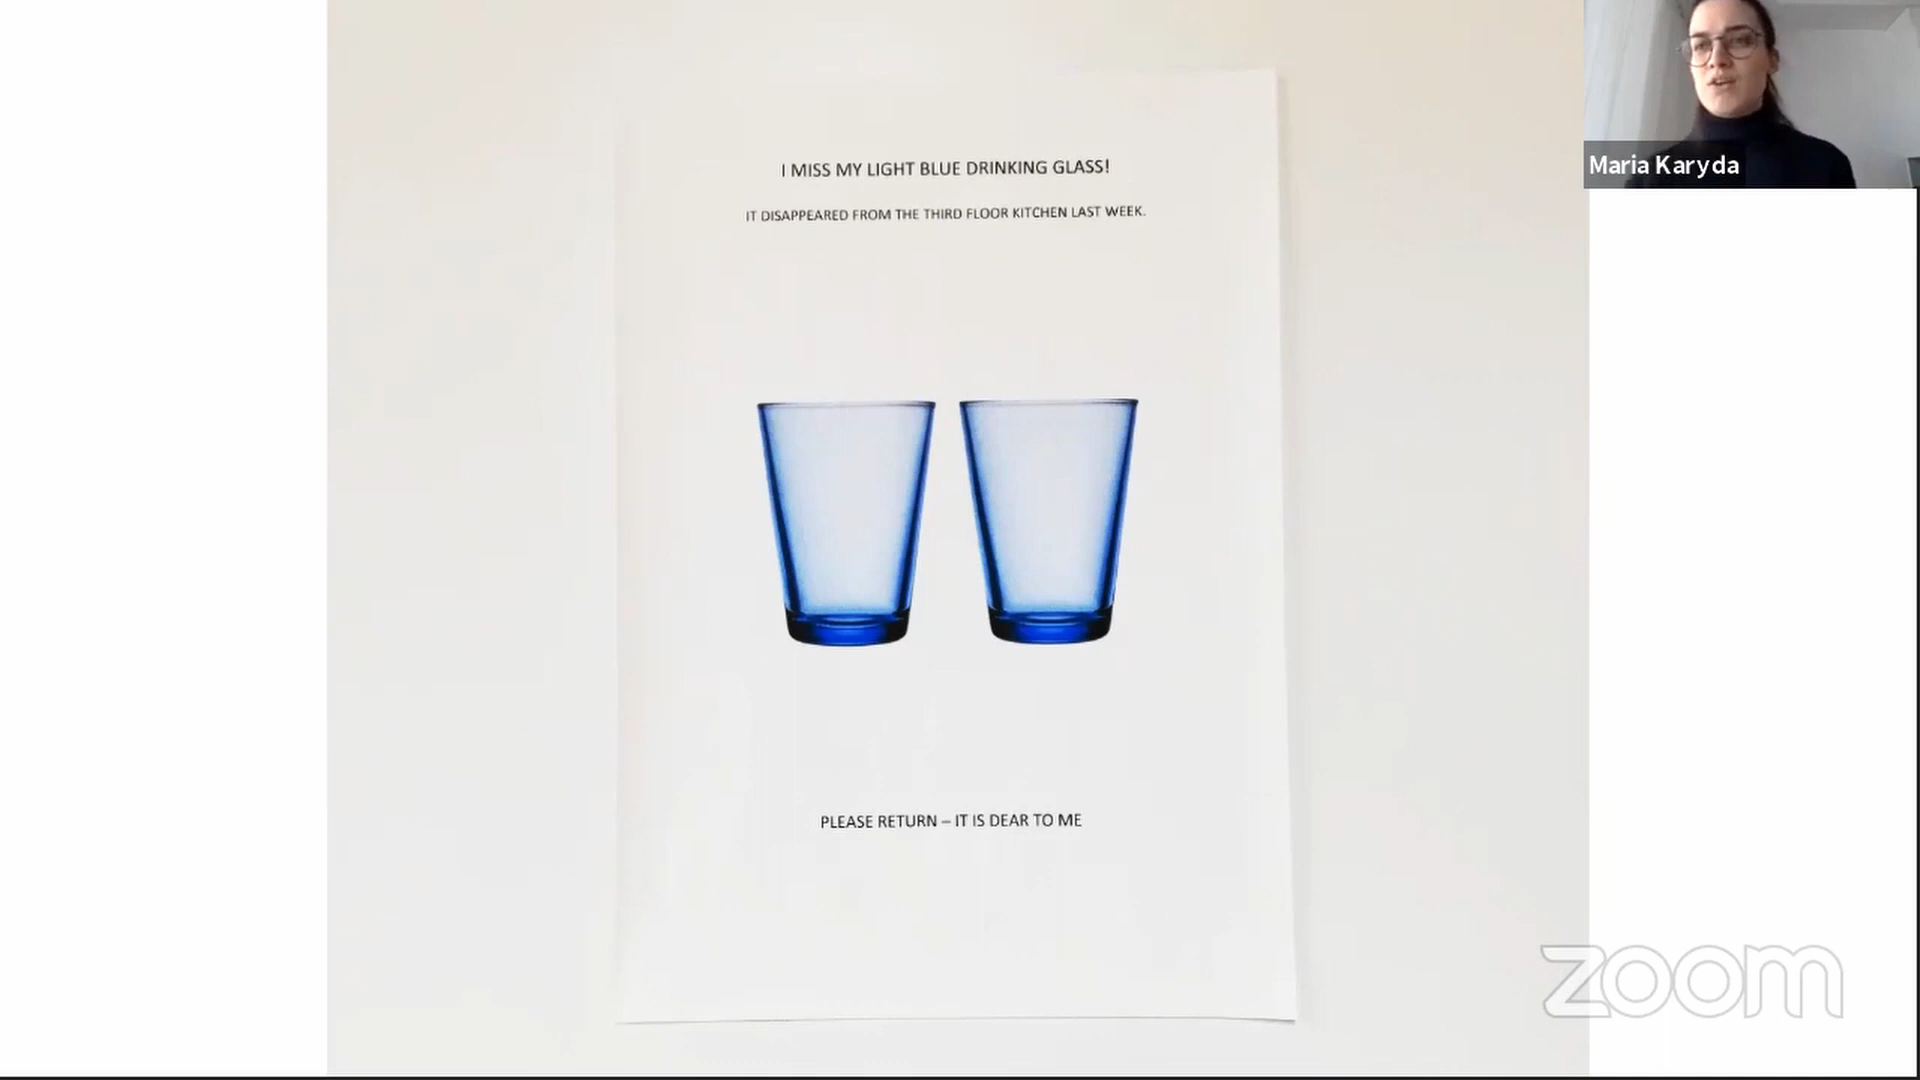 I MISS MY LIGHT BLUE DRINKING GLASS!
IT DISAPPEARED FROM THE THIRD FLOOR KITCHEN LAST WEEK.
PLEASE RETURN – IT IS DEAR TO ME
Maria Karyda
zoom